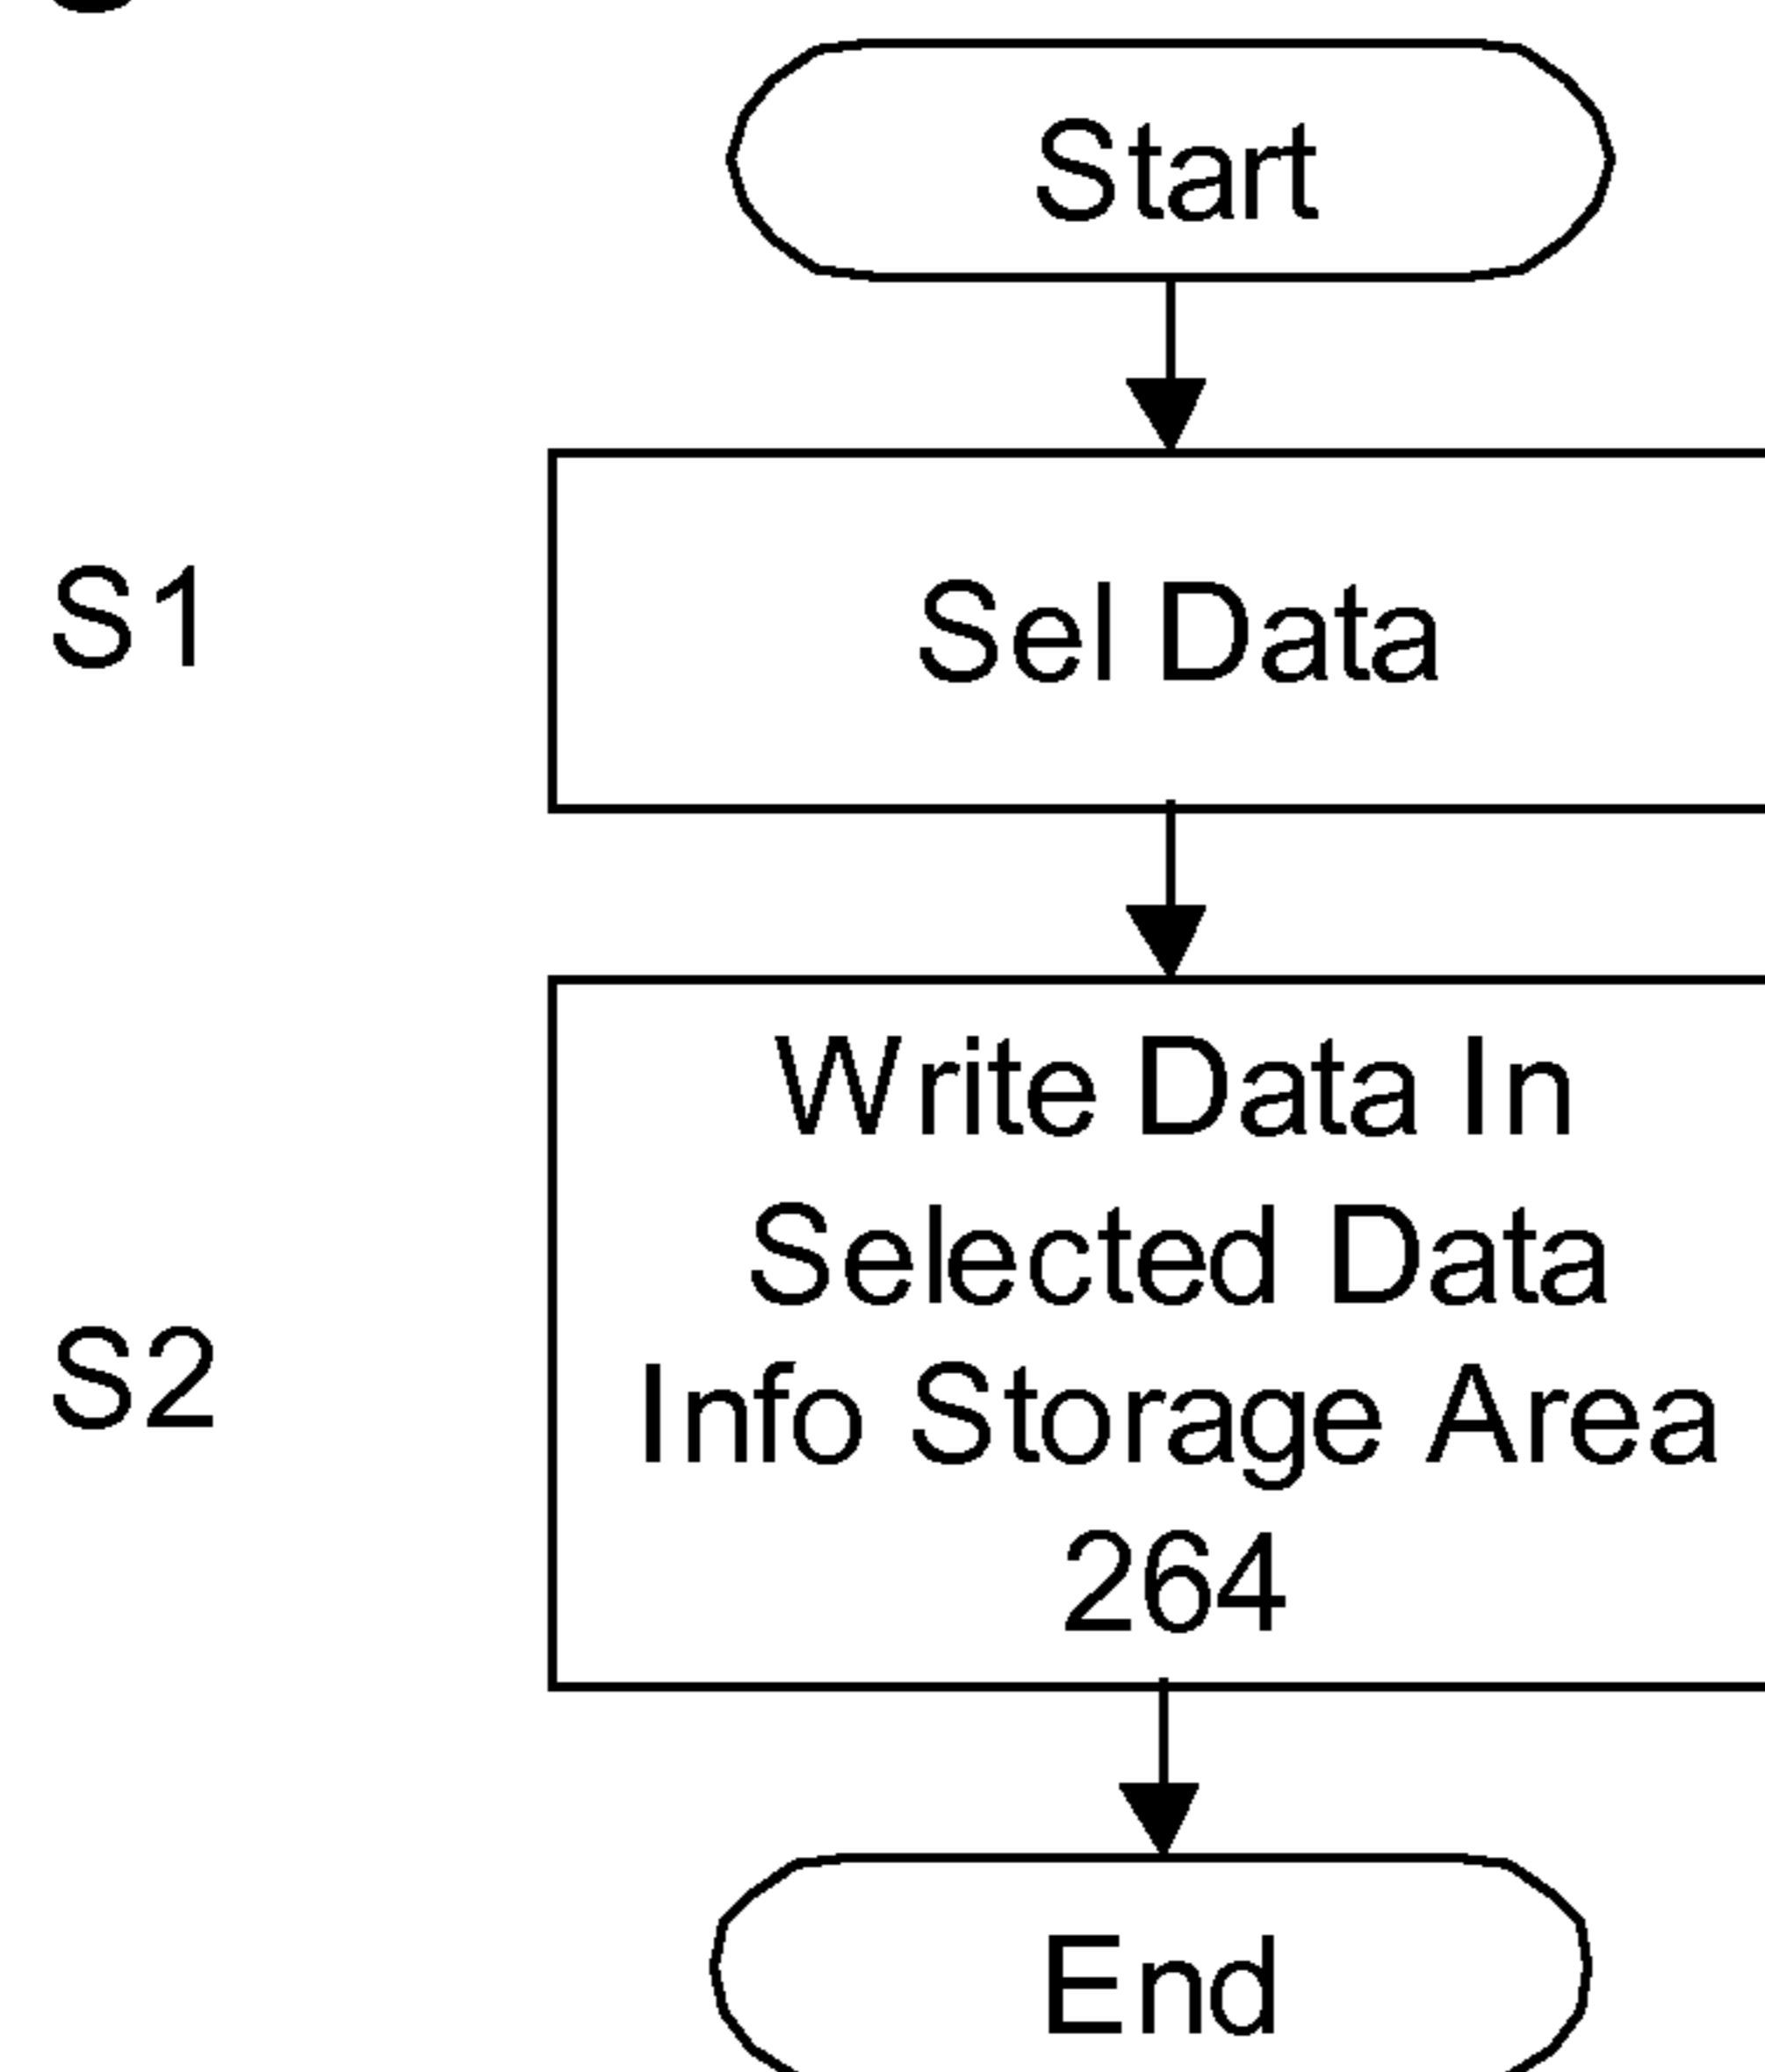 Start
S1
Sel Data
Write Data In
Selected Data
S2
Info Storage Area
264
End